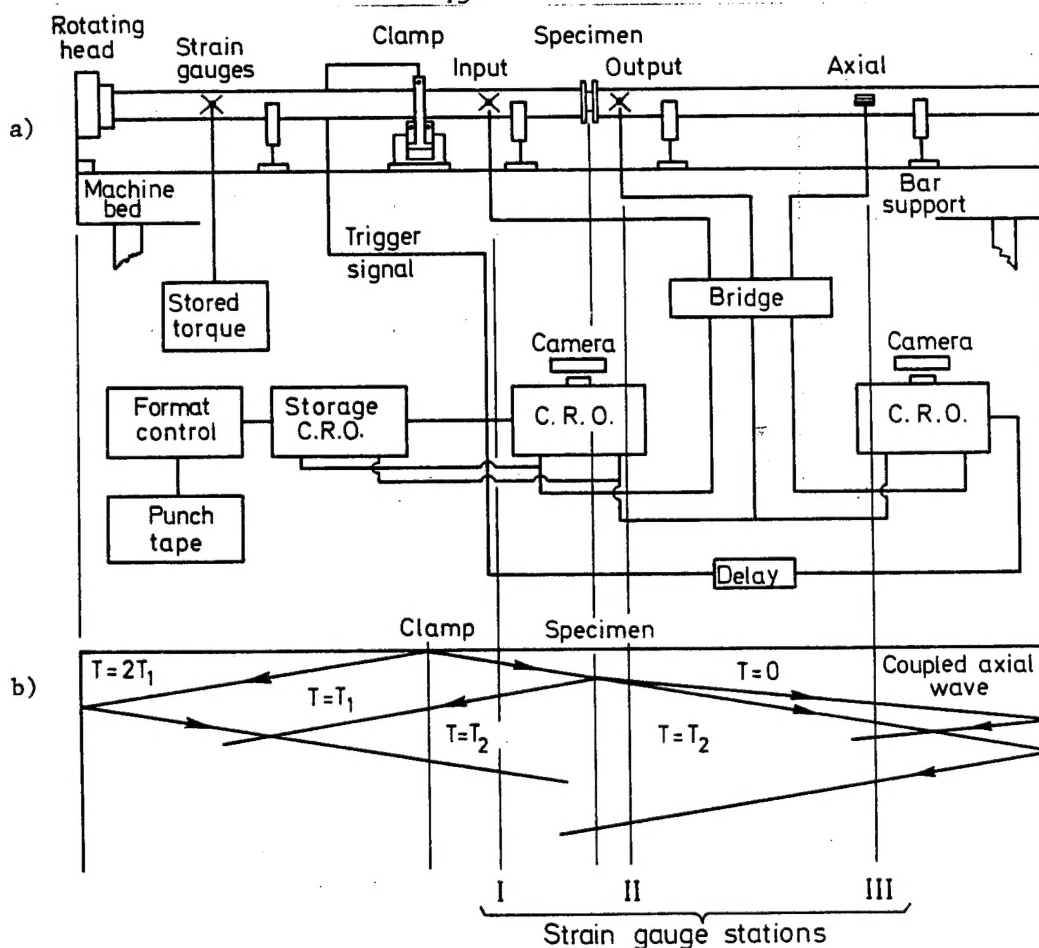 Rotating
head
Strain
gauges
Clamp
Input
Specimen
Output
Axial
a)
Machine
bed
Trigger
signal
Bar
support
Stored
torque
Bridge
Camera
Camera
Format
control
Storage
C.R.O.
C. R. O.
C. R. O.
Punch
tape
Delay
Clamp
Specimen
b)
T=2T₁
T=T₁
T=T₂
T=T₂
T=0
Coupled axial
wave
I
II
III
Strain gauge stations